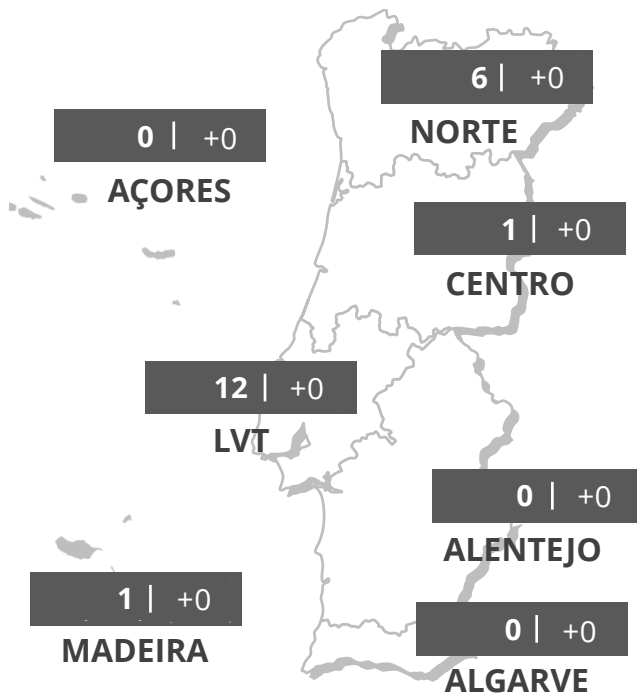 6 | +0
NORTE
0 | +0
AÇORES
1 | +0
CENTRO
12 | +0
LVT
0 | +0
ALENTEJO
1 | +0
MADEIRA
0 | +0
ALGARVE